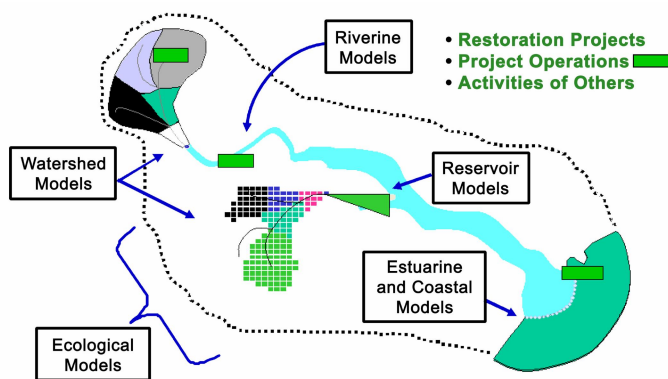 Riverine
Models
• Restoration Projects
• Project Operations
• Activities of Others
Watershed
Models
Reservoir
Models
Estuarine
and Coastal
Models
Ecological
Models